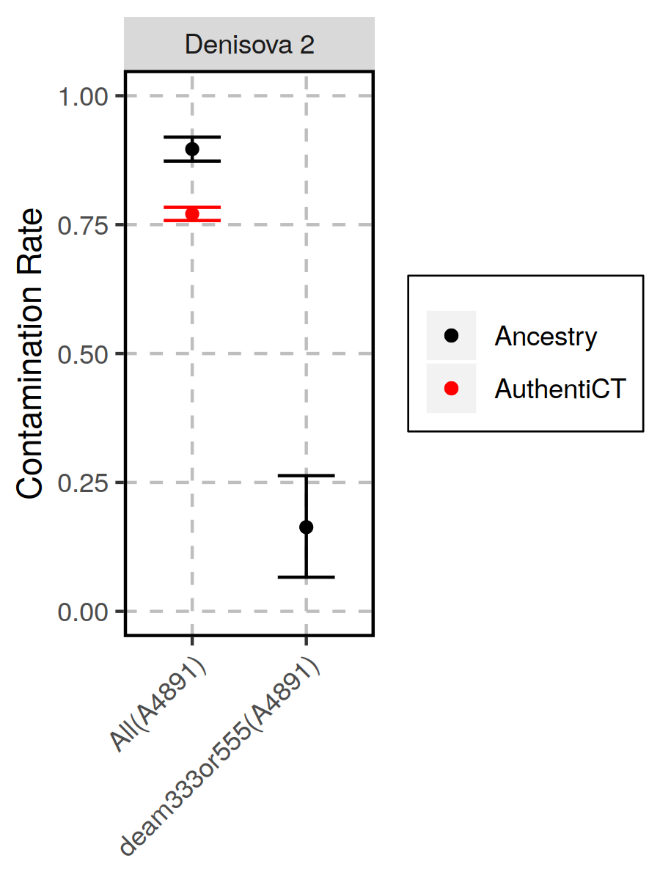 Denisova 2
Contamination Rate
1.00
0.75
0.50
0.25
0.00
All(A4891)
deam333or555(A4891)
Ancestry
AuthentiCT